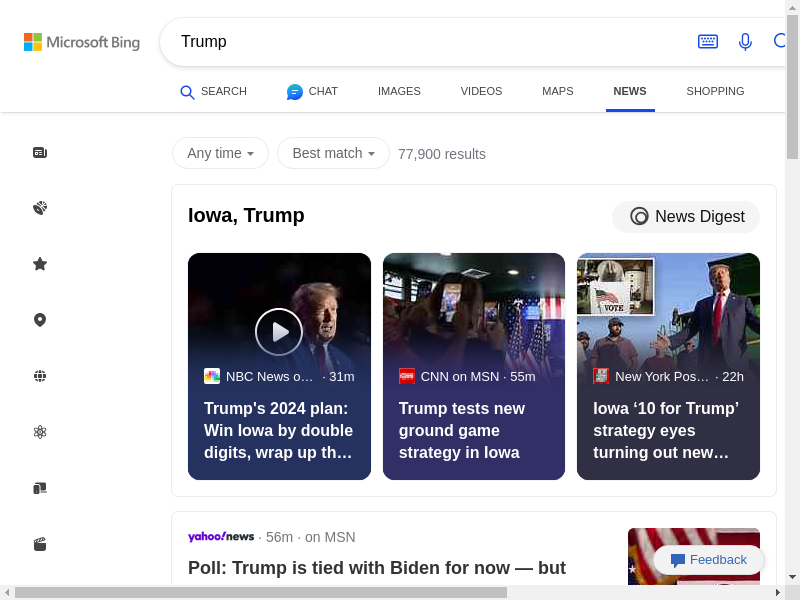 Microsoft Bing
Trump
SEARCH
CHAT
IMAGES
VIDEOS
MAPS
NEWS
SHOPPING
Any time
Best match
77,900 results
Iowa, Trump
News Digest
NBC News o… · 31m
Trump's 2024 plan:
Win Iowa by double
digits, wrap up th…
CNN on MSN · 55m
Trump tests new
ground game
strategy in Iowa
VOTE
New York Pos… · 22h
Iowa ‘10 for Trump’
strategy eyes
turning out new…
yahoo!news · 56m · on MSN
Poll: Trump is tied with Biden for now — but
Feedback